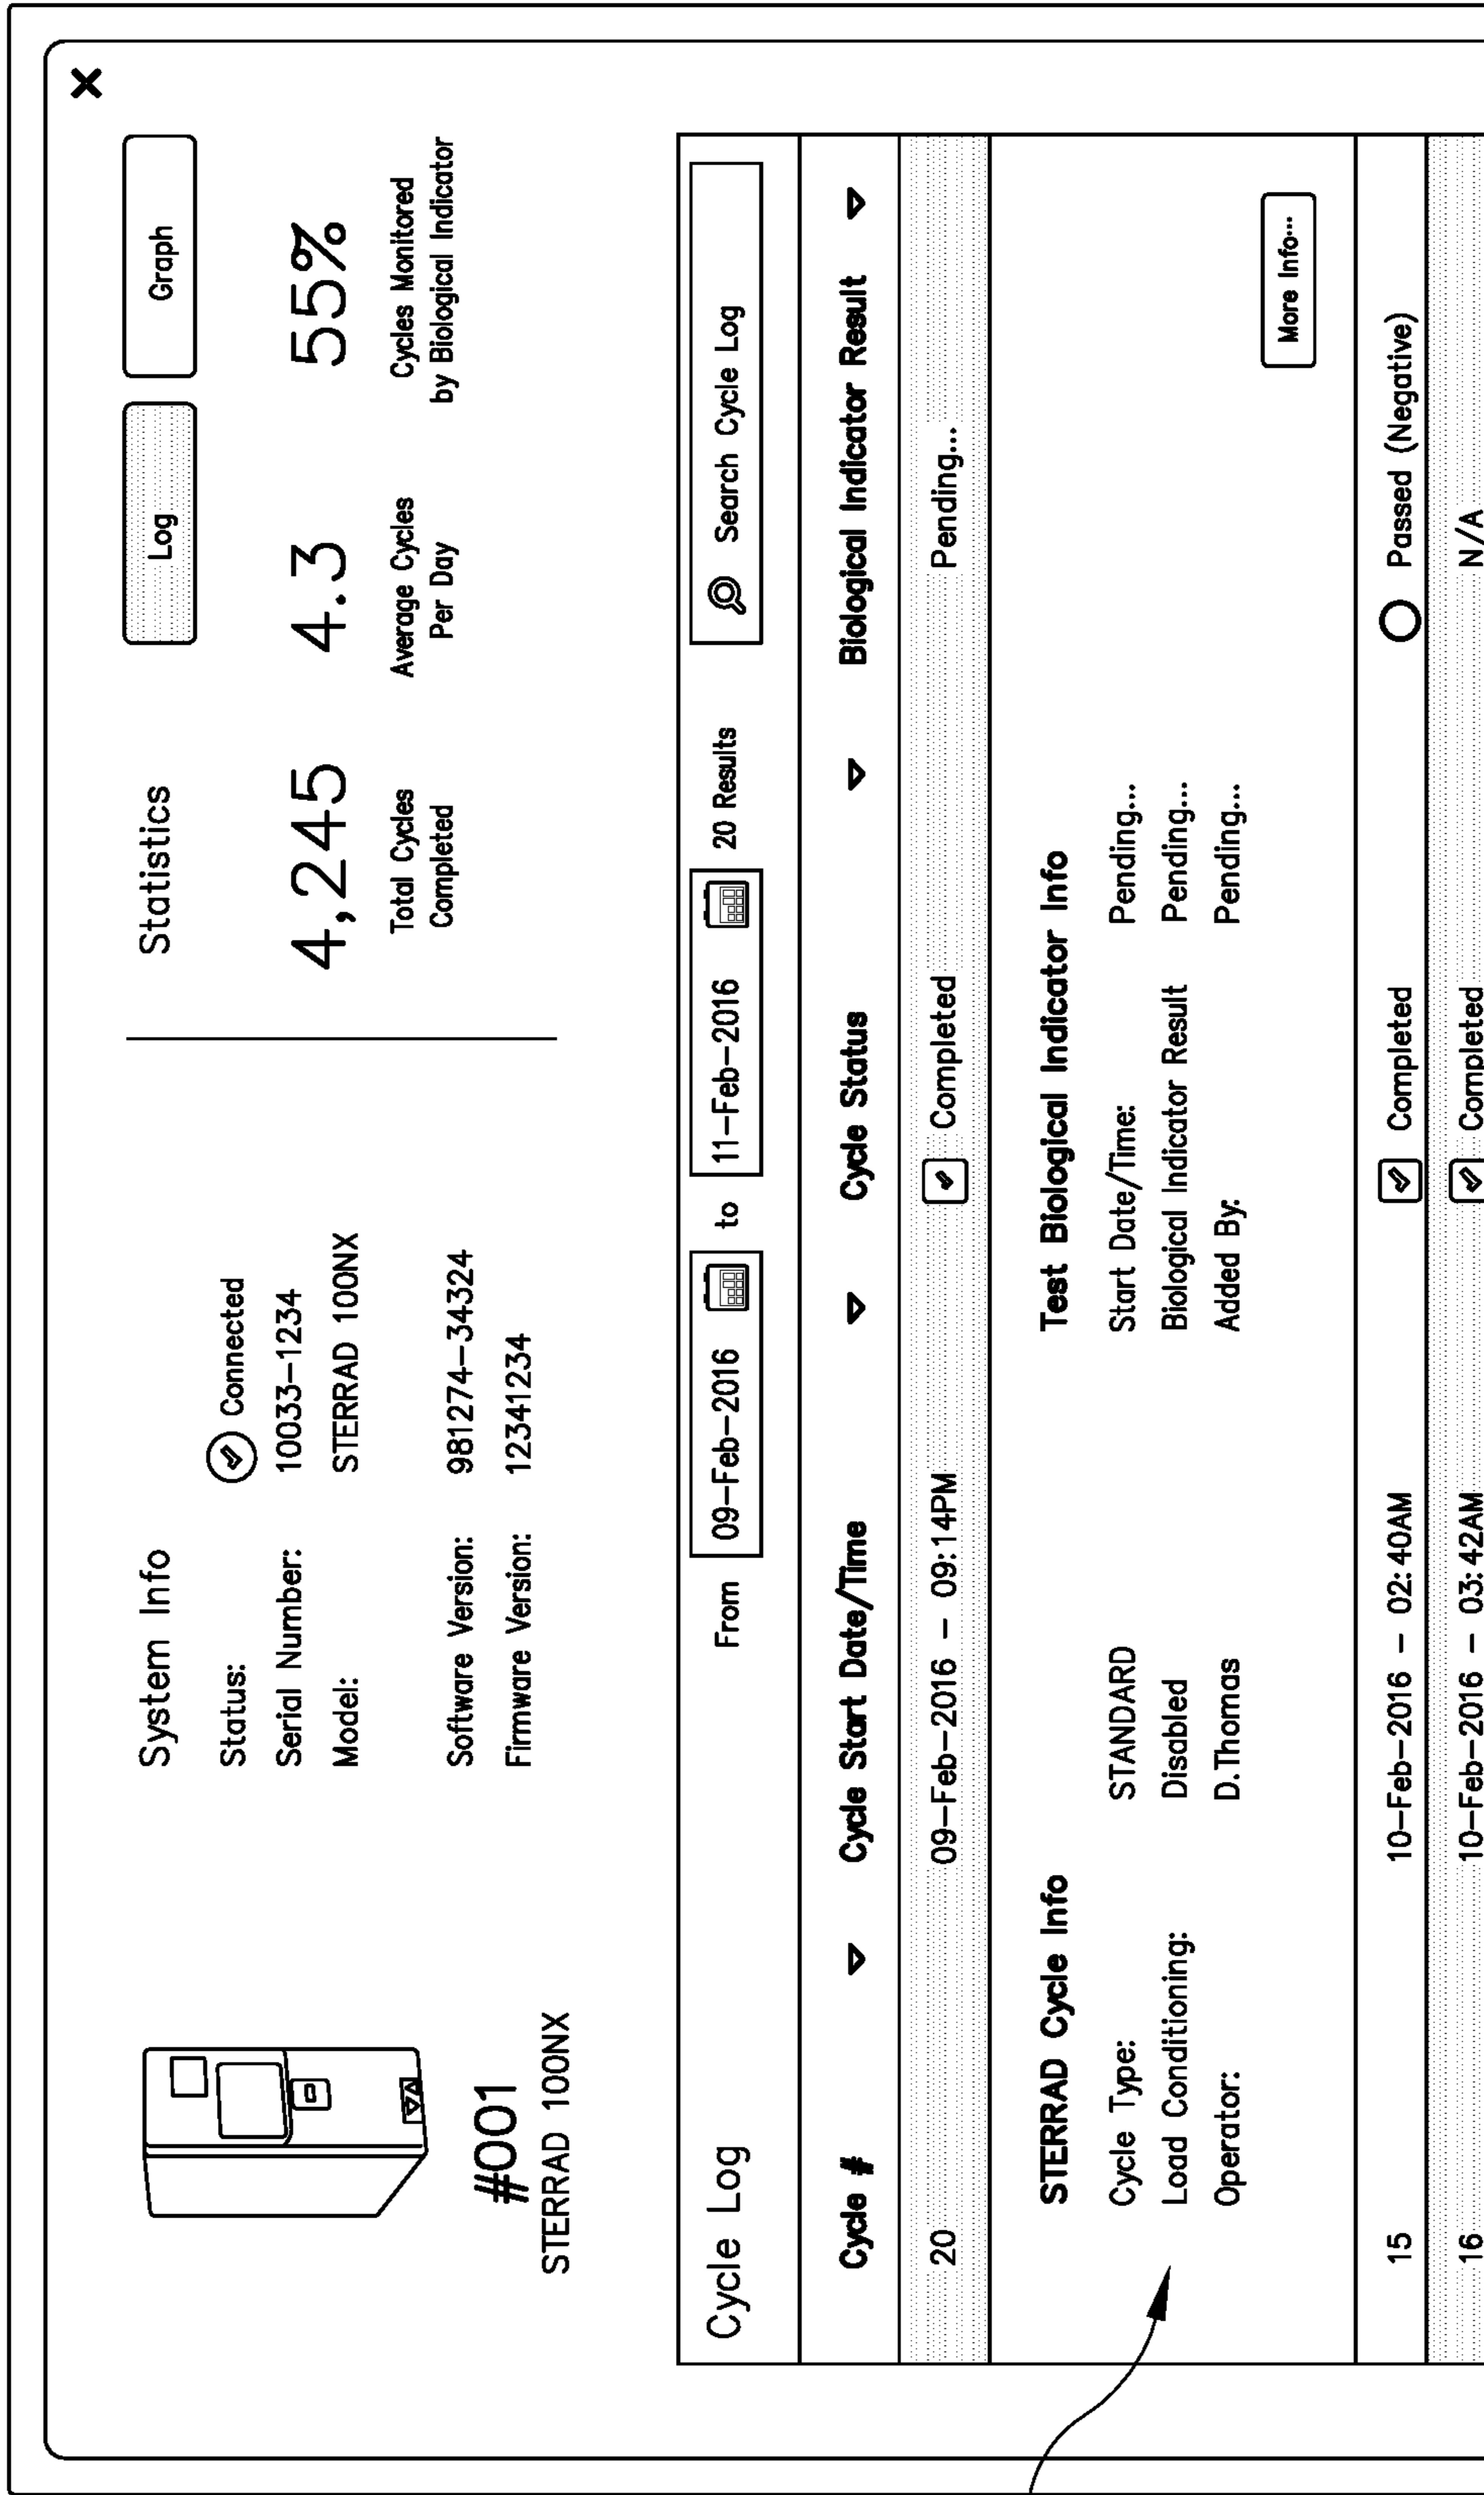 #001
STERRAD 100NX
System Info
Status: Connected
Serial Number: 10033-1234
Model: STERRAD 100NX
Software Version: 981274-34324
Firmware Version: 12341234
Statistics
Log
Graph
4,245
Total Cycles
Completed
4.3
Average Cycles
Per Day
55%
Cycles Monitored
by Biological Indicator
Cycle Log From 09-Feb-2016 to 11-Feb-2016 20 Results Search Cycle Log
Cycle # Cycle Start Date/Time Cycle Status Biological Indicator Result
20 09-Feb-2016 - 09:14PM Completed Pending...
STERRAD Cycle Info
Cycle Type: STANDARD
Load Conditioning: Disabled
Operator: D.Thomas
Test Biological Indicator Info
Start Date/Time: Pending...
Biological Indicator Result Pending...
Added By: Pending...
More Info...
15 10-Feb-2016 - 02:40AM Completed Passed (Negative)
16 10-Feb-2016 - 03:42AM Completed N/A